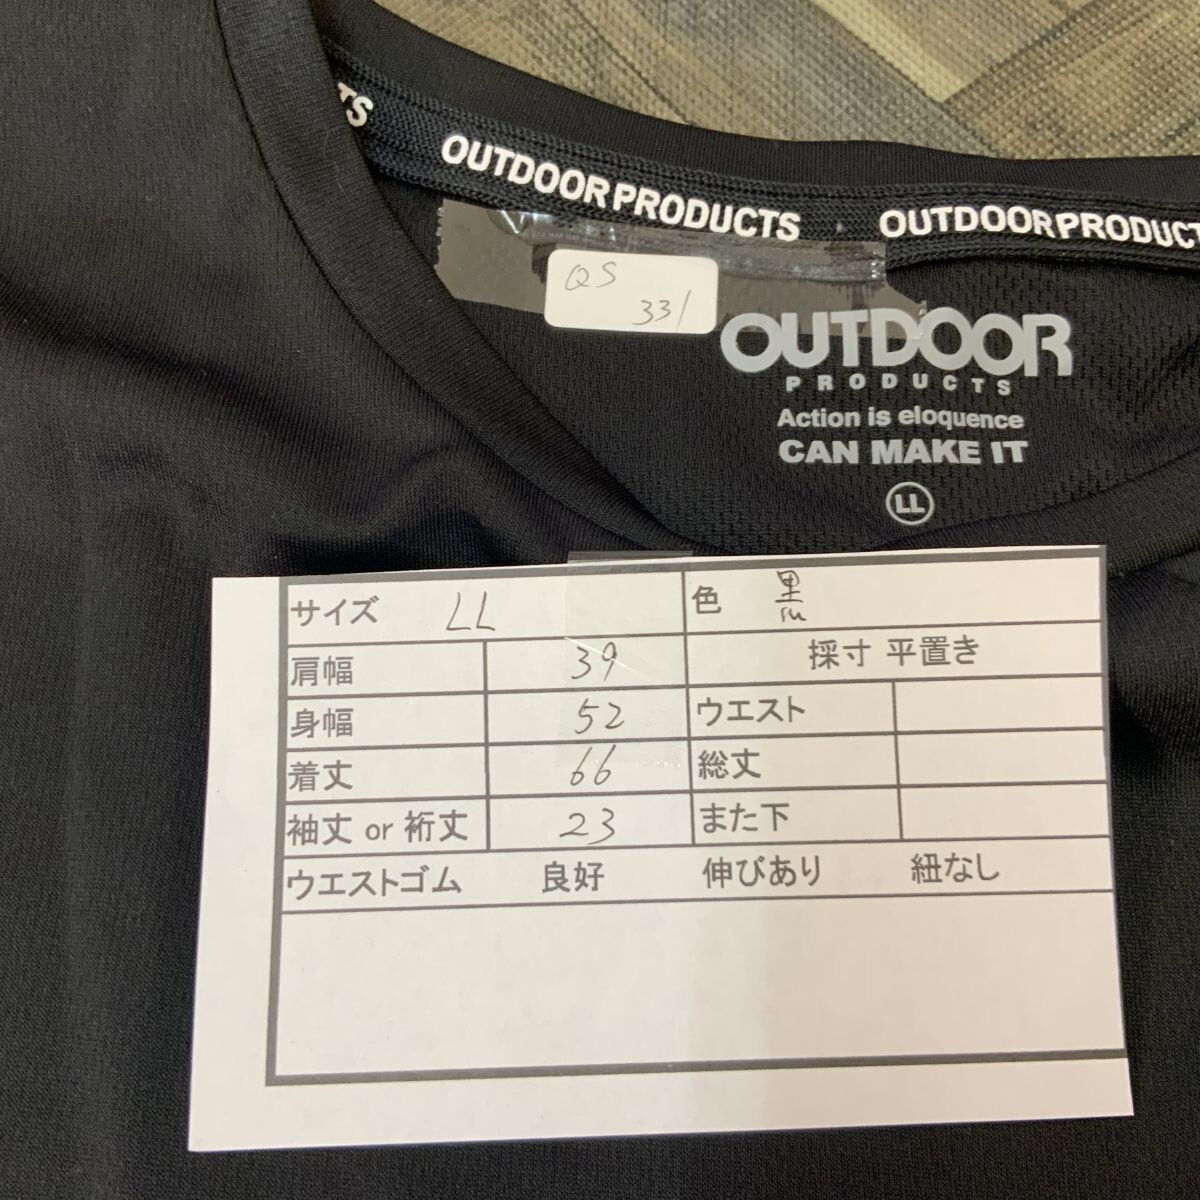 TS
OUTDOOR PRODUCTS
OUTDOOR PRODUCT
QS
331
OUTDOOR
PRODUCTS
Action is eloquence
CAN MAKE IT
LL
サイズ LL 色 黒
肩幅 39 採寸 平置き
身幅 52 ウエスト
着丈 66 総丈
袖丈 or 裄丈 23 また下
ウエストゴム 良好 伸びあり 紐なし